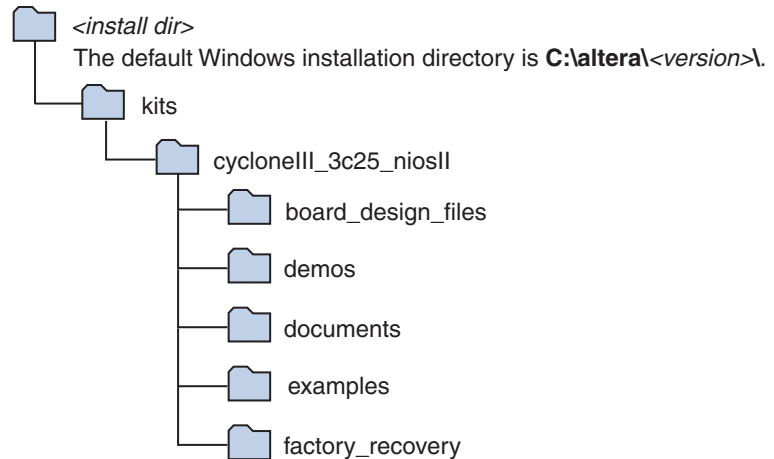 <install dir>
The default Windows installation directory is C:\altera\<version>\.
kits
cycloneIII_3c25_niosII
board_design_files
demos
documents
examples
factory_recovery